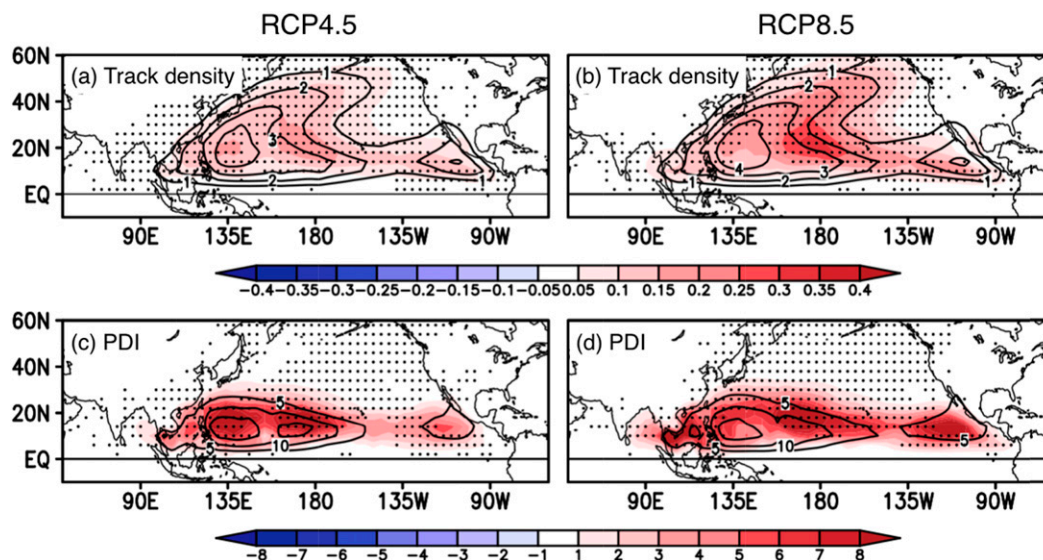 RCP4.5 RCP8.5
60N (a) Track density 1 2 3 1 2 1 (b) Track density 1 2 4 3 1 2 1
40N
20N
EQ
90E 135E 180 135W 90W 90E 135E 180 135W 90W
-0.4 -0.35 -0.3 -0.25 -0.2 -0.15 -0.1 -0.05 0.05 0.1 0.15 0.2 0.25 0.3 0.35 0.4
60N (c) PDI 5 5 10 (d) PDI 5 5 10 5
40N
20N
EQ
90E 135E 180 135W 90W 90E 135E 180 135W 90W
-8 -7 -6 -5 -4 -3 -2 -1 1 2 3 4 5 6 7 8